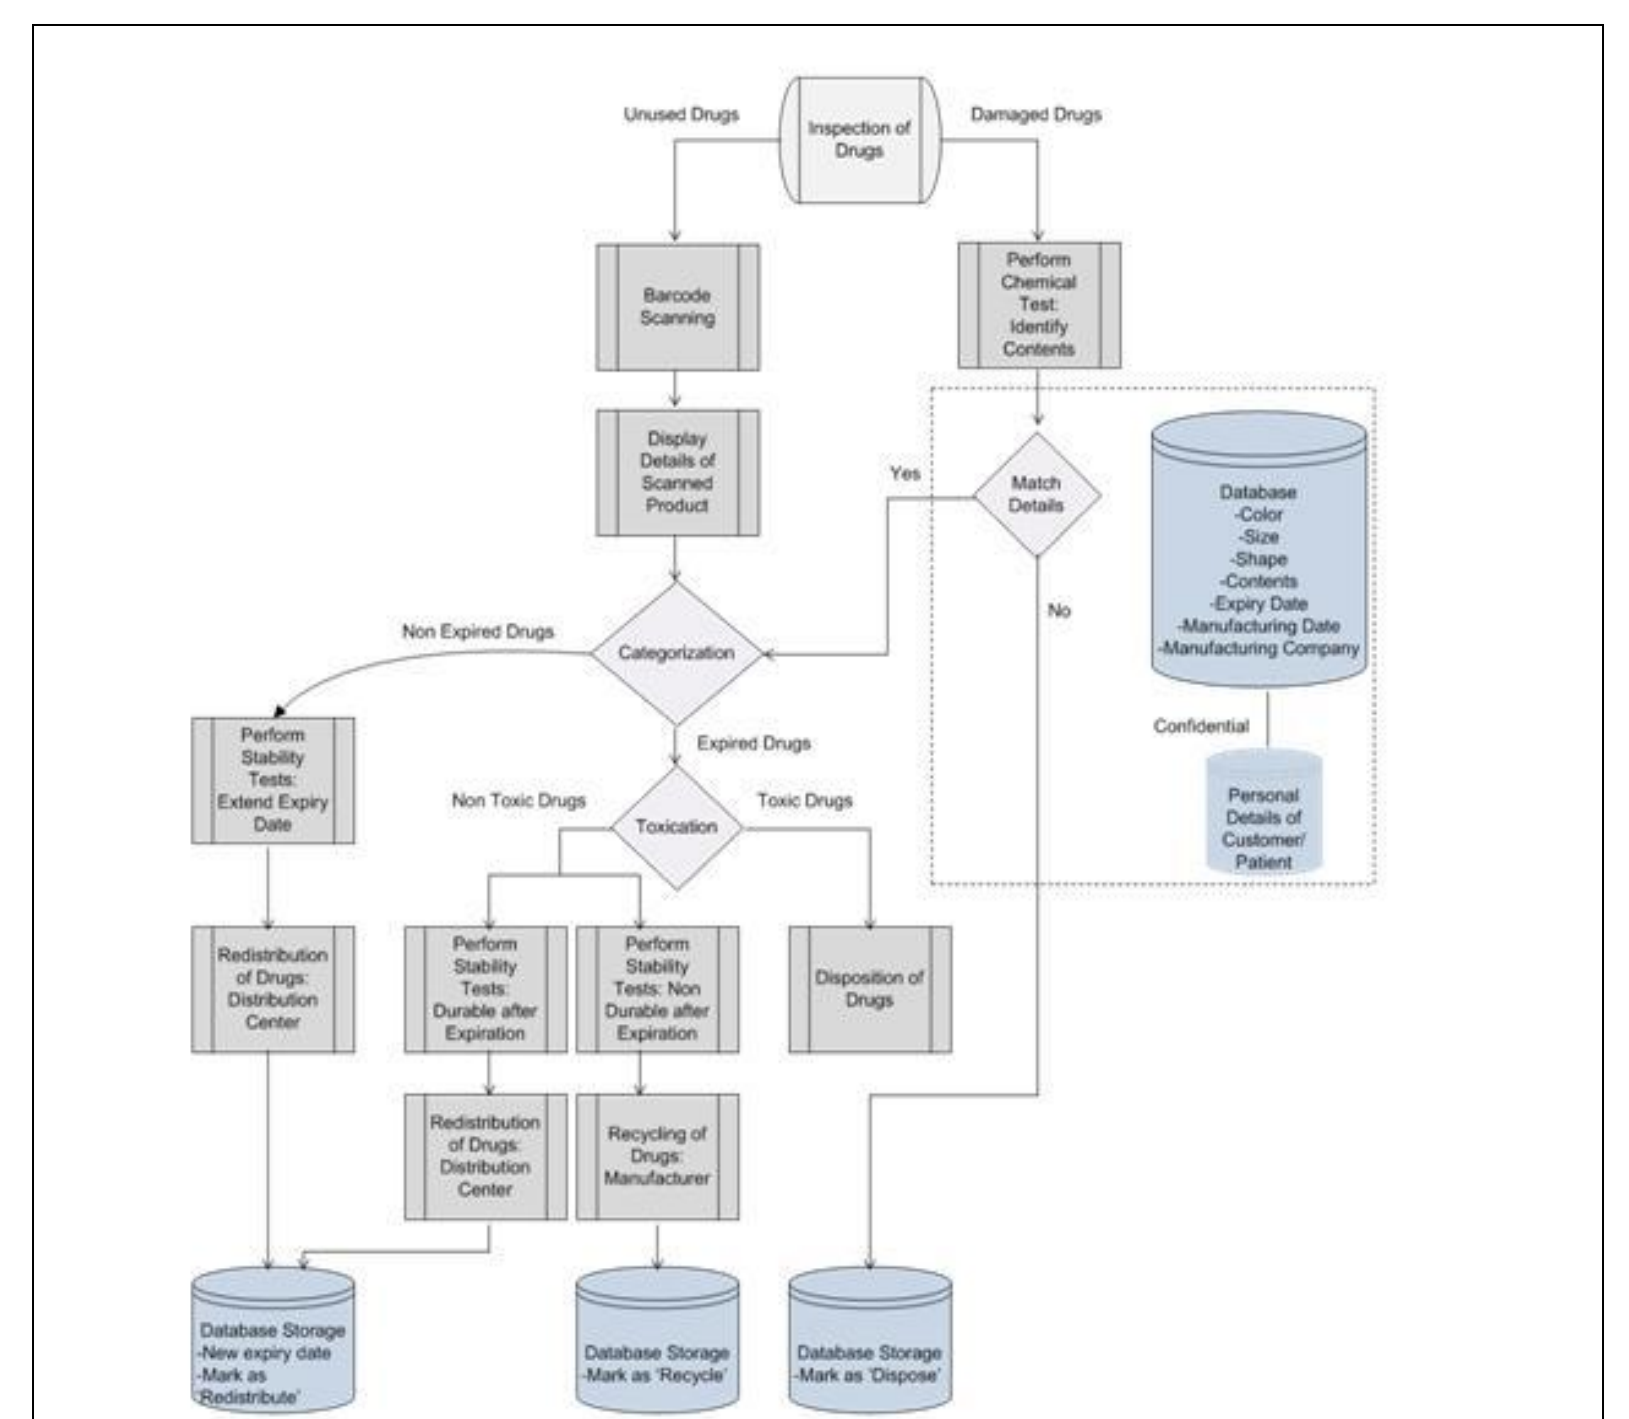 Unused Drugs
Inspection of
Drugs
Damaged Drugs
Barcode
Scanning
Perform
Chemical
Test:
Identify
Contents
Display
Details of
Scanned
Product
Yes
Match
Details
No
Database
-Color
-Size
-Shape
-Contents
-Expiry Date
-Manufacturing Date
-Manufacturing Company
Confidential
Personal
Details of
Customer/
Patient
Non Expired Drugs
Categorization
Expired Drugs
Perform
Stability
Tests:
Extend Expiry
Date
Non Toxic Drugs
Toxication
Toxic Drugs
Redistribution
of Drugs:
Distribution
Center
Perform
Stability
Tests:
Durable after
Expiration
Perform
Stability
Tests: Non
Durable after
Expiration
Disposition of
Drugs
Redistribution
of Drugs:
Distribution
Center
Recycling of
Drugs:
Manufacturer
Database Storage
-New expiry date
-Mark as
'Redistribute'
Database Storage
-Mark as 'Recycle'
Database Storage
-Mark as 'Dispose'